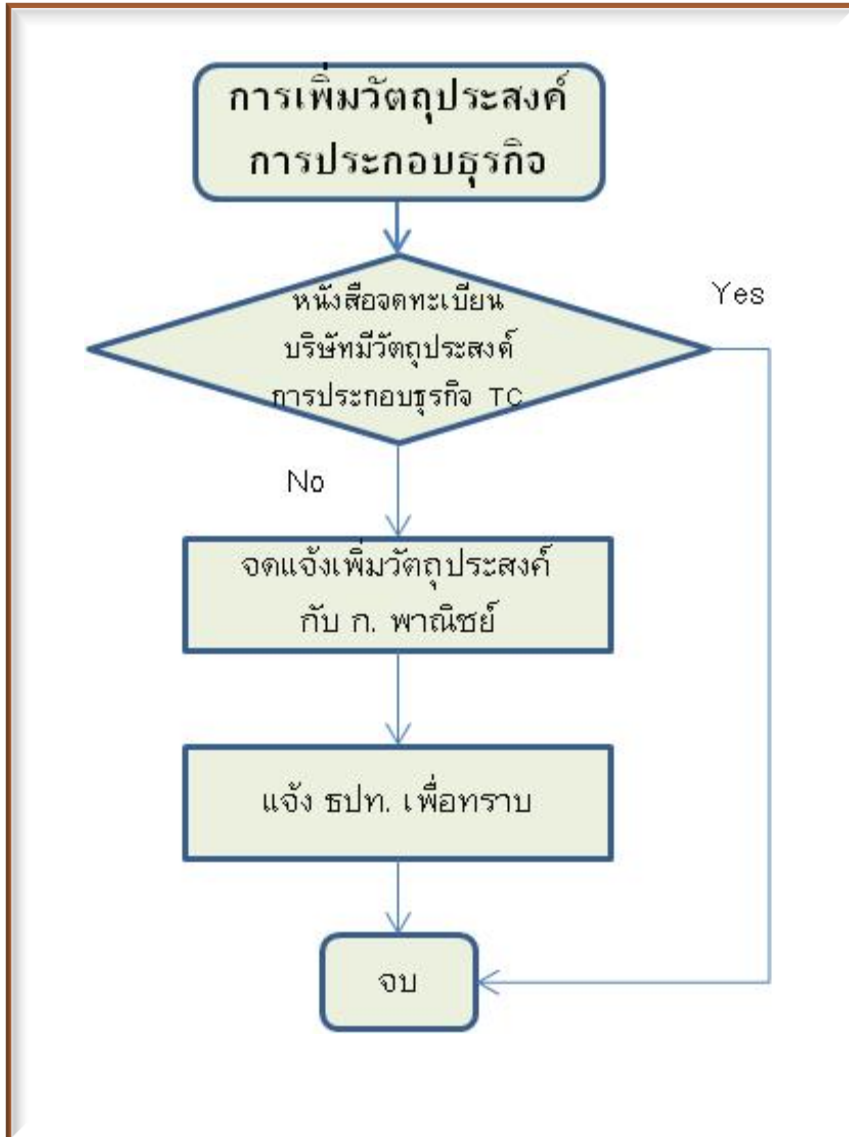 การเพิ่มวัตถุประสงค์
การประกอบธุรกิจ
หนังสือจดทะเบียน
บริษัทมีวัตถุประสงค์
การประกอบธุรกิจ TC
Yes
No
จดแจ้งเพิ่มวัตถุประสงค์
กับ ก. พาณิชย์
แจ้ง ธปท. เพื่อทราบ
จบ